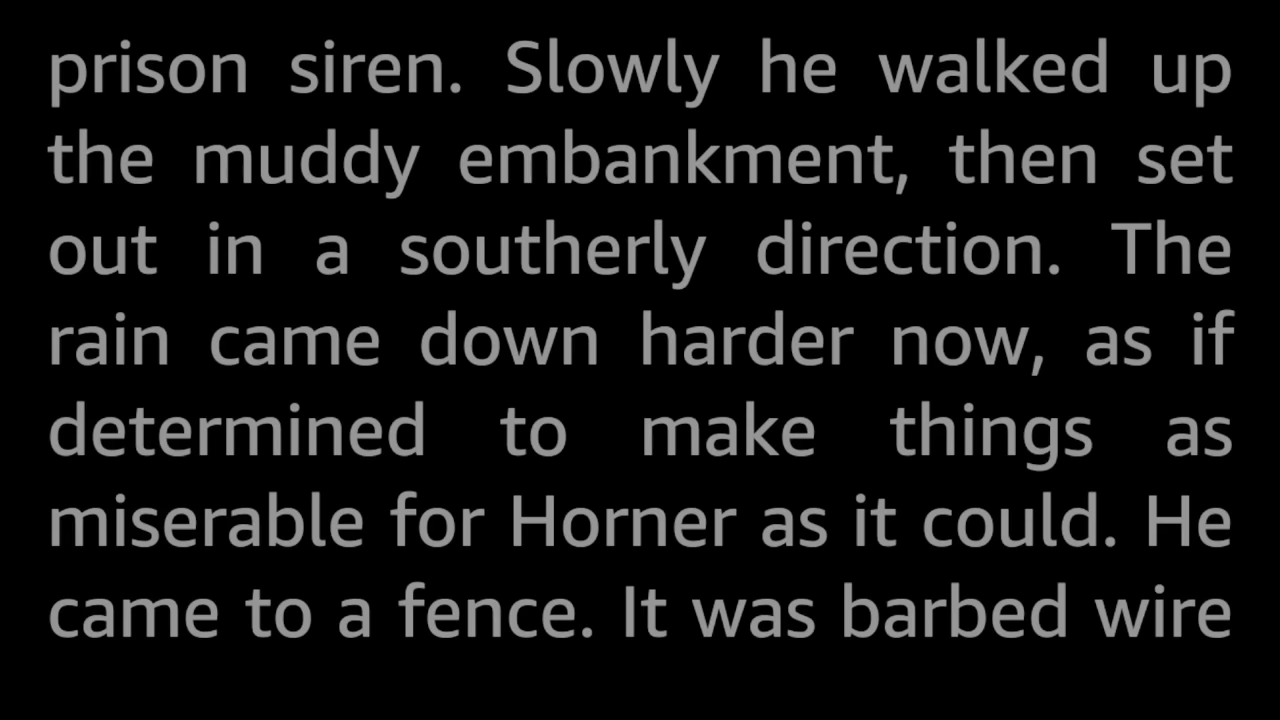 prison siren. Slowly he walked up
the muddy embankment, then set
out in a southerly direction. The
rain came down harder now, as if
determined to make things as
miserable for Horner as it could. He
came to a fence. It was barbed wire